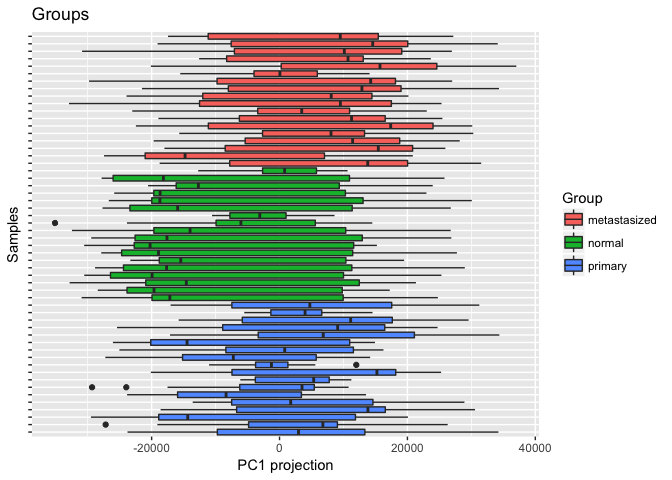 Groups
Samples
-20000
0
20000
40000
PC1 projection
Group
metastasized
normal
primary